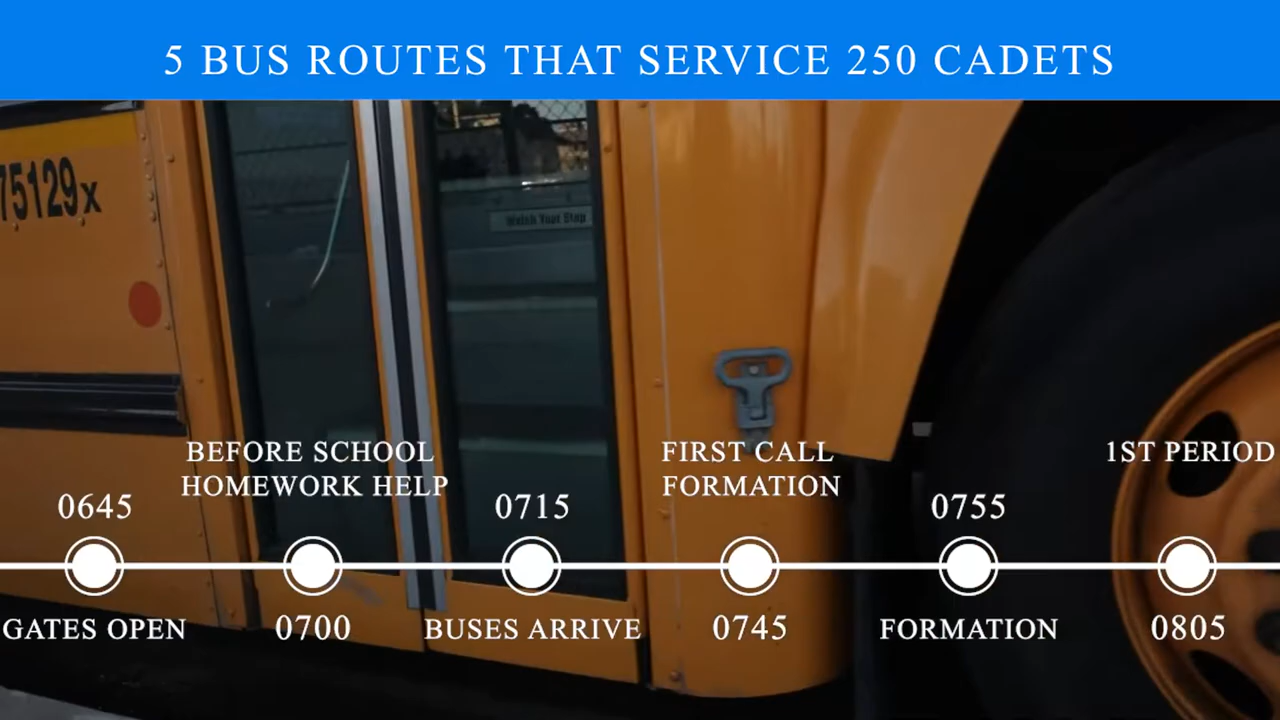 5 BUS ROUTES THAT SERVICE 250 CADETS
75129x
Watch Your Step
BEFORE SCHOOL
HOMEWORK HELP
FIRST CALL
FORMATION
1ST PERIOD
0645
0715
0755
GATES OPEN
0700
BUSES ARRIVE
0745
FORMATION
0805